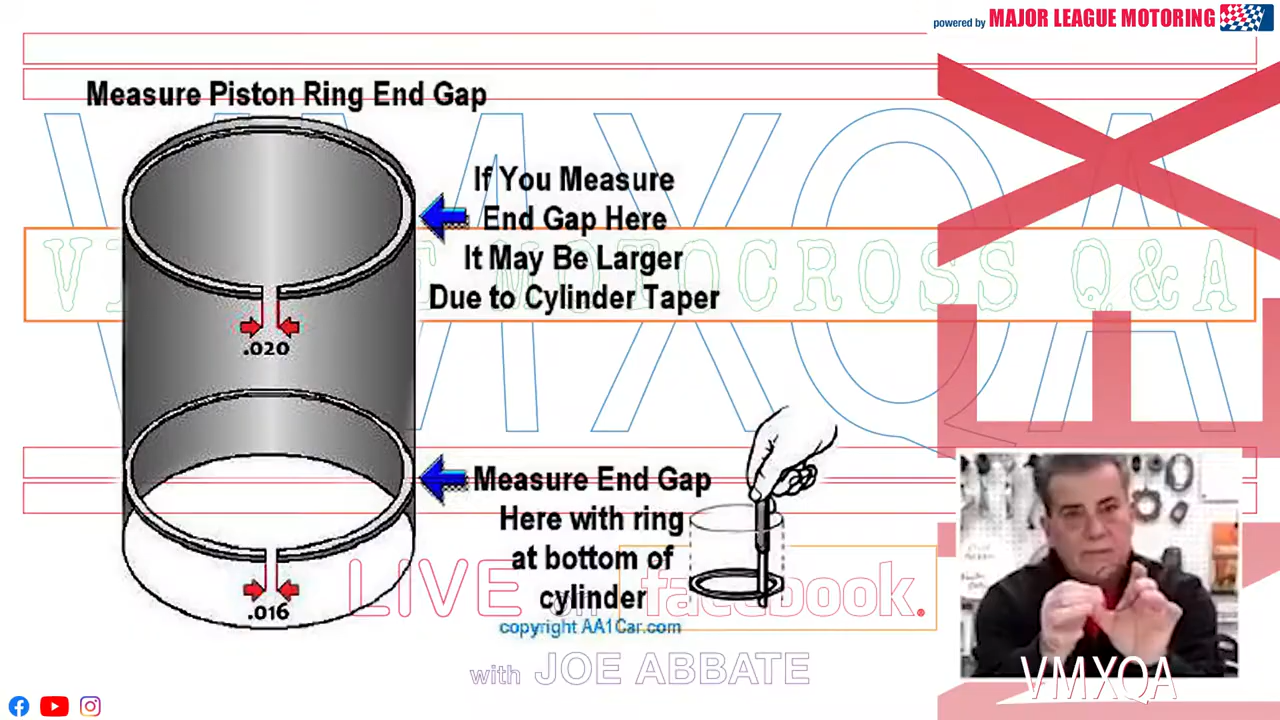 powered by MAJOR LEAGUE MOTORING
Measure Piston Ring End Gap
If You Measure
End Gap Here
It May Be Larger
Due to Cylinder Taper
.020
VMXQA
MOTOCROSS Q&A
Measure End Gap
Here with ring
at bottom of
cylinder
copyright AA1Car.com
.016
LIVE on facebook.
with JOE ABBATE
VMXQA